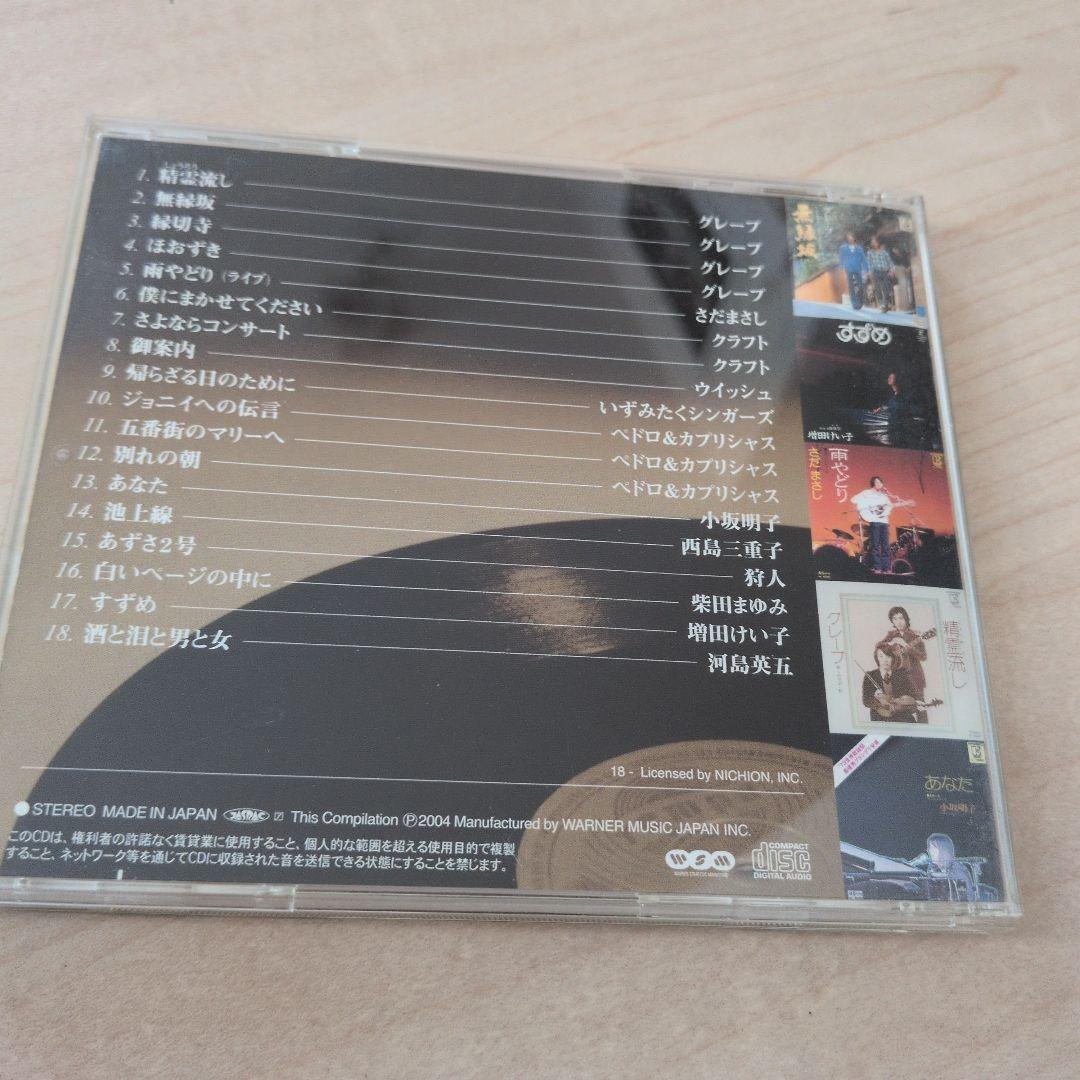 1. 精霊流し グレープ
2. 無縁坂 グレープ
3. 縁切寺 グレープ
4. ほおずき グレープ
5. 雨やどり（ライブ） さだまさし
6. 僕にまかせてください クラフト
7. さよならコンサート クラフト
8. 御案内 ウイッシュ
9. 帰らざる日のために いずみたくシンガーズ
10. ジョニイへの伝言 ペドロ&カプリシャス
11. 五番街のマリーへ ペドロ&カプリシャス
12. 別れの朝 ペドロ&カプリシャス
13. あなた 小坂明子
14. 池上線 西島三重子
15. あずさ2号 狩人
16. 白いページの中に 柴田まゆみ
17. すずめ 増田けい子
18. 酒と泪と男と女 河島英五
18 - Licensed by NICHION, INC.
STEREO MADE IN JAPAN JASRAC This Compilation ℗2004 Manufactured by WARNER MUSIC JAPAN INC.
このCDは、権利者の許諾なく賃貸業に使用すること、個人的な範囲を超える使用目的で複製
すること、ネットワーク等を通じてCDに収録された音を送信できる状態にすることを禁じます。
WSM
COMPACT
disc
DIGITAL AUDIO
無縁坂
すずめ
増田けい子
雨やどり
さだまさし
精霊流し
グレープ
あなた
小坂明子